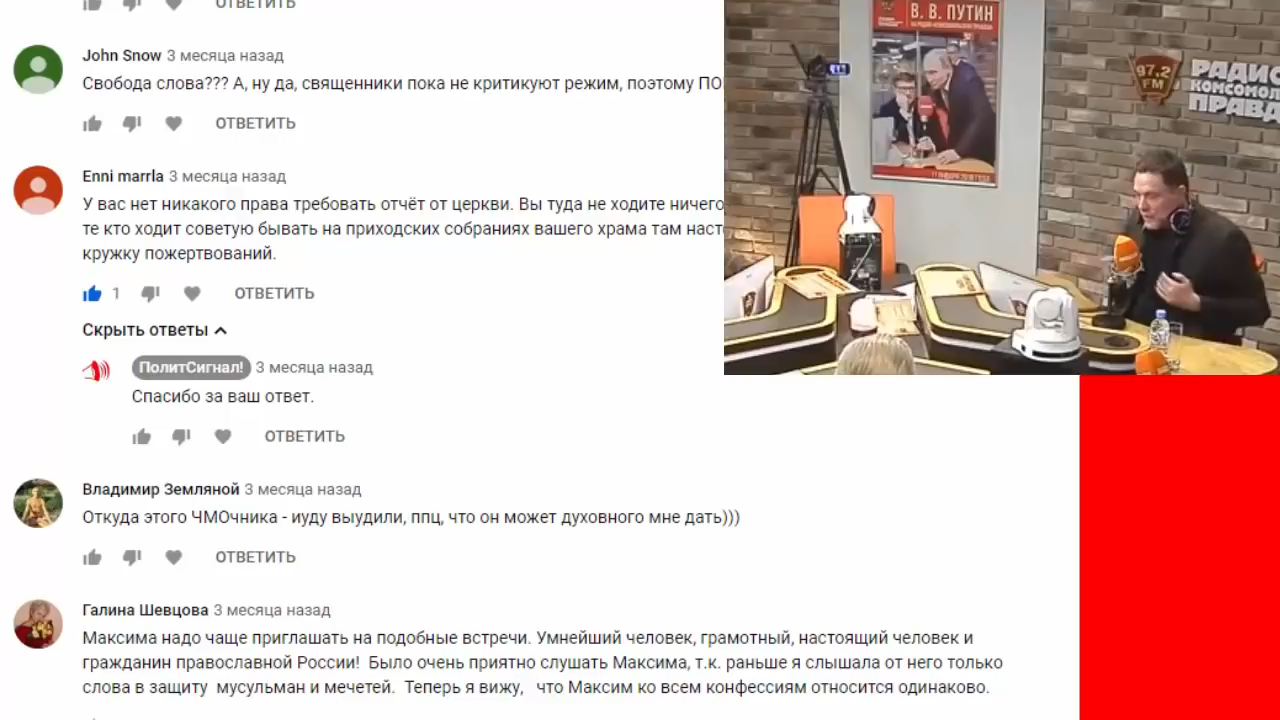 ОТВЕТИТЬ
John Snow 3 месяца назад
Свобода слова??? А, ну да, священники пока не критикуют режим, поэтому ПО
ОТВЕТИТЬ
Enni marrla 3 месяца назад
У вас нет никакого права требовать отчёт от церкви. Вы туда не ходите ничего
те кто ходит советую бывать на приходских собраниях вашего храма там наст
кружку пожертвований.
1 ОТВЕТИТЬ
Скрыть ответы
ПолитСигнал! 3 месяца назад
Спасибо за ваш ответ.
ОТВЕТИТЬ
Владимир Земляной 3 месяца назад
Откуда этого ЧМОчника - иуду выудили, ппц, что он может духовного мне дать)))
ОТВЕТИТЬ
Галина Шевцова 3 месяца назад
Максима надо чаще приглашать на подобные встречи. Умнейший человек, грамотный, настоящий человек и
гражданин православной России! Было очень приятно слушать Максима, т.к. раньше я слышала от него только
слова в защиту мусульман и мечетей. Теперь я вижу, что Максим ко всем конфессиям относится одинаково.
В. В. ПУТИН
97,2
FM
РАДИО
КОМСОМОЛ
ПРАВД